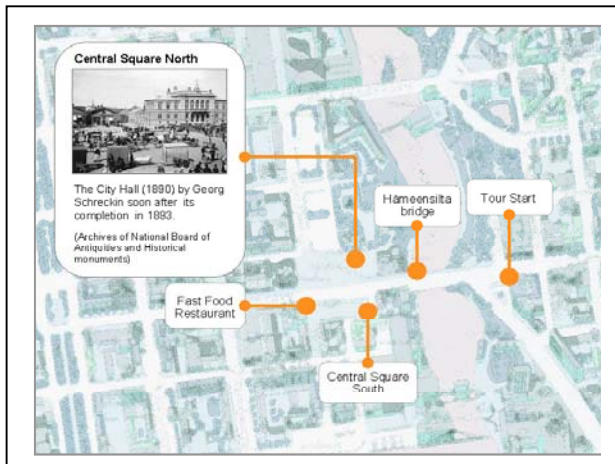 Central Square North
The City Hall (1890) by Georg
Schreckin soon after its
completion in 1893.
(Archives of National Board of
Antiquities and Historical
monuments)
Hämeensilta
bridge
Tour Start
Fast Food
Restaurant
Central Square
South